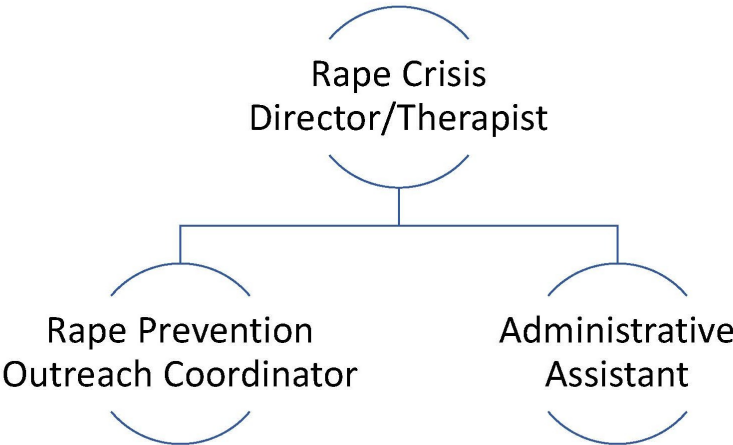 Rape Crisis
Director/Therapist
Rape Prevention
Outreach Coordinator
Administrative
Assistant